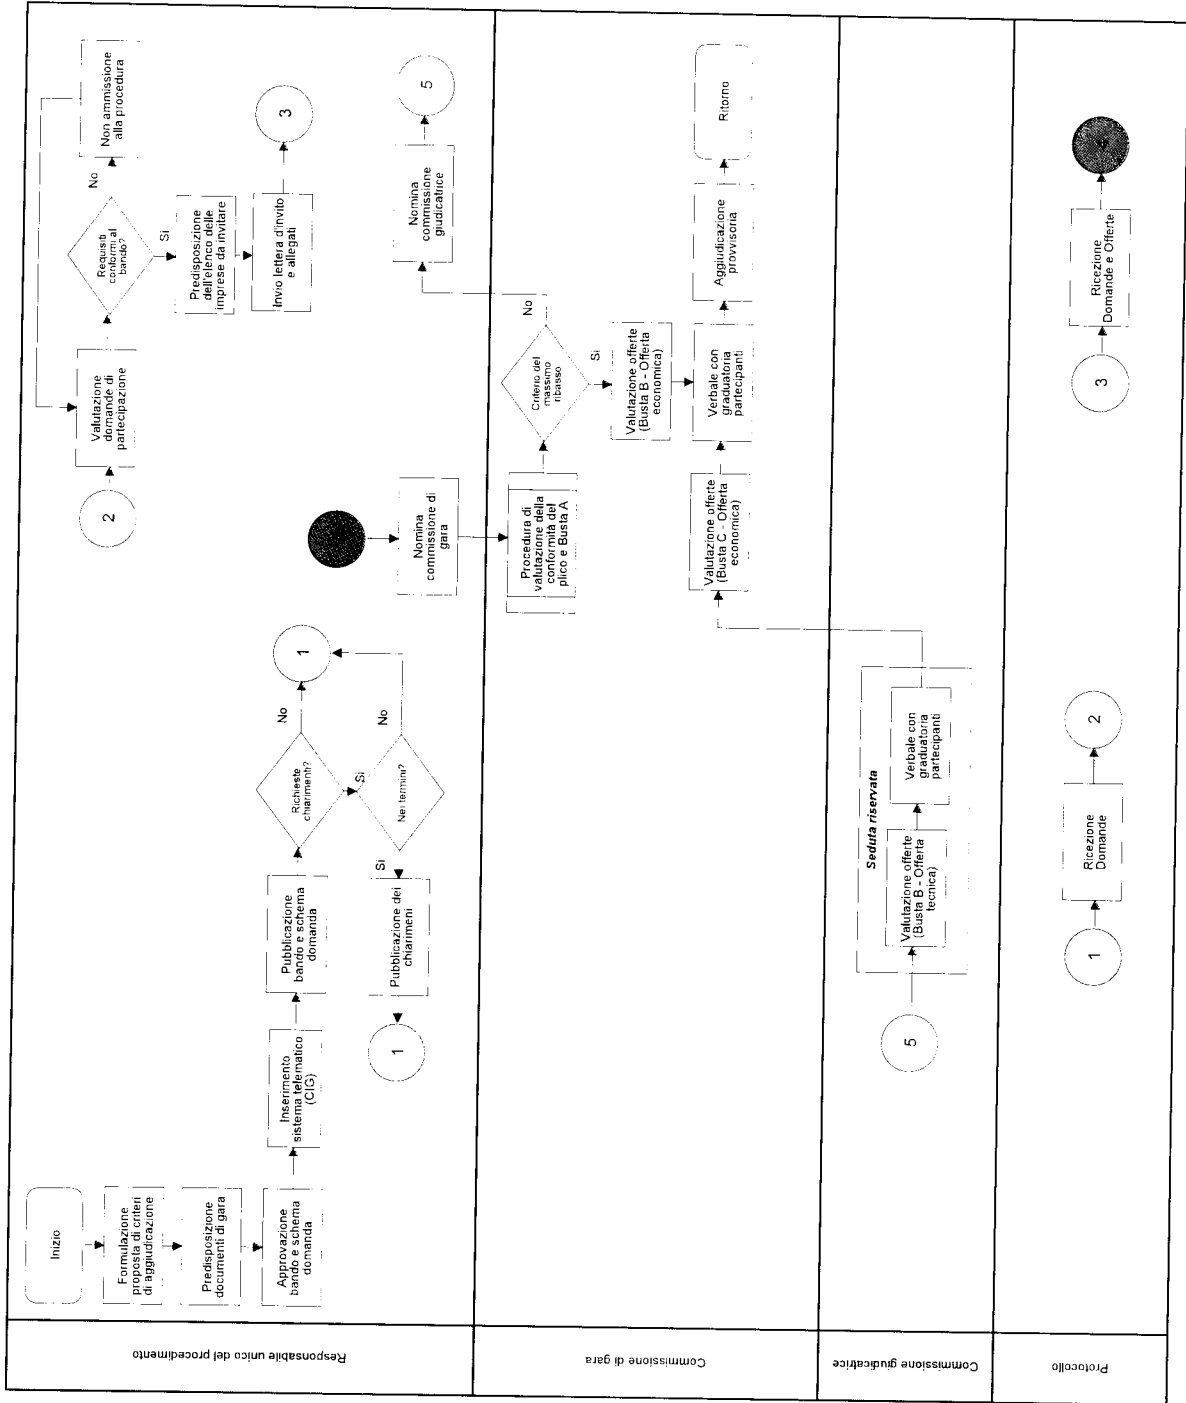 Responsabile unico del procedimento
Inizio
Formulazione
proposta di criteri
di aggiudicazione
Predisposizione
documenti di gara
Approvazione
bando e schema
domanda
Inserimento
sistema telematico
(CIG)
Pubblicazione
bando e schema
domanda
Richieste
chiarimenti?
No
1
Si
Nei termini?
No
Si
Pubblicazione dei
chiarimeni
1
2
Valutazione
domande di
partecipazione
Requisiti
conformi al
bando?
No
Non ammissione
alla procedura
Si
Predisposizione
dell'elenco delle
imprese da invitare
Invio lettera d'invito
e allegati
3
Nomina
commissione di
gara
Nomina
commissione
giudicatrice
5
Commissione di gara
Procedura di
valutazione della
conformità del
plico e Busta A
Criterio del
massimo
ribasso
No
Si
Valutazione offerte
(Busta B - Offerta
economica)
Valutazione offerte
(Busta C - Offerta
economica)
Verbale con
graduatoria
partecipanti
Aggiudicazione
provvisoria
Ritorno
Commissione giudicatrice
5
Seduta riservata
Valutazione offerte
(Busta B - Offerta
tecnica)
Verbale con
graduatoria
partecipanti
Protocollo
1
Ricezione
Domande
2
3
Ricezione
Domande e Offerte